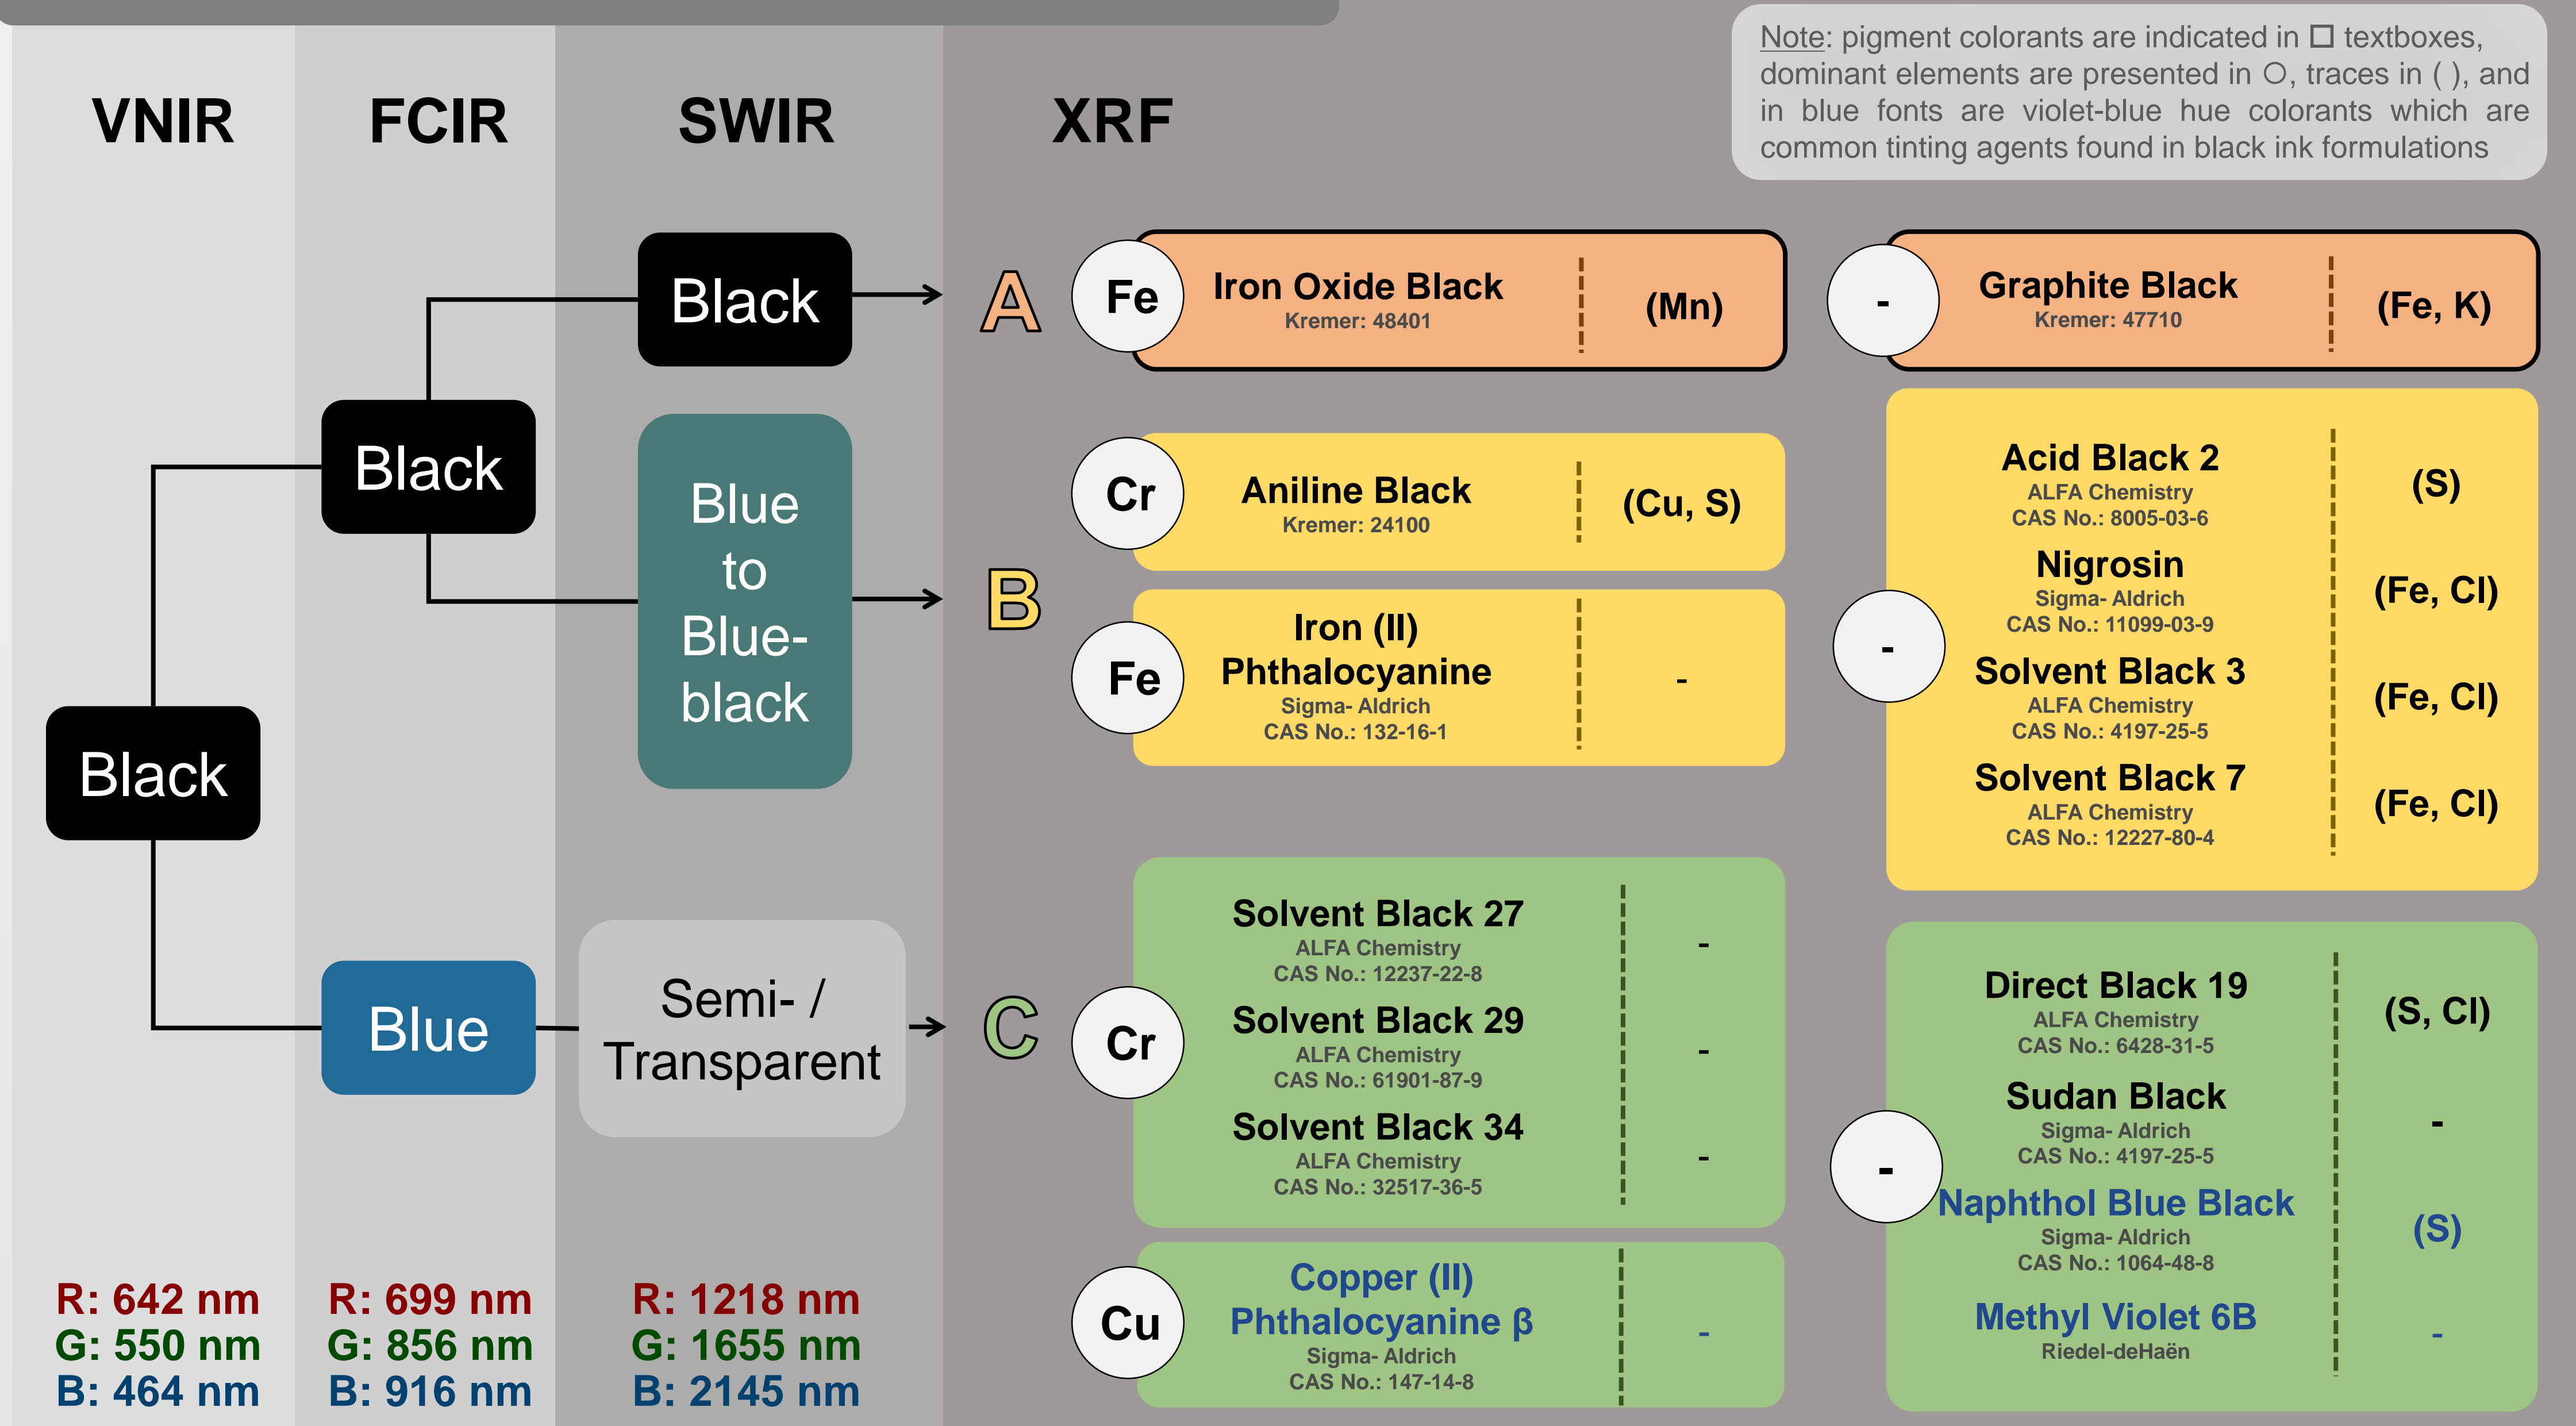 Note: pigment colorants are indicated in □ textboxes,
dominant elements are presented in ○, traces in ( ), and
in blue fonts are violet-blue hue colorants which are
common tinting agents found in black ink formulations
VNIR
FCIR
SWIR
XRF
Black
Black
Blue
Black
Blue
to
Blue-
black
Semi- /
Transparent
A
Fe
Iron Oxide Black
Kremer: 48401
(Mn)
-
Graphite Black
Kremer: 47710
(Fe, K)
B
Cr
Aniline Black
Kremer: 24100
(Cu, S)
Fe
Iron (II)
Phthalocyanine
Sigma- Aldrich
CAS No.: 132-16-1
-
-
Acid Black 2
ALFA Chemistry
CAS No.: 8005-03-6
(S)
Nigrosin
Sigma- Aldrich
CAS No.: 11099-03-9
(Fe, Cl)
Solvent Black 3
ALFA Chemistry
CAS No.: 4197-25-5
(Fe, Cl)
Solvent Black 7
ALFA Chemistry
CAS No.: 12227-80-4
(Fe, Cl)
C
Cr
Solvent Black 27
ALFA Chemistry
CAS No.: 12237-22-8
-
Solvent Black 29
ALFA Chemistry
CAS No.: 61901-87-9
-
Solvent Black 34
ALFA Chemistry
CAS No.: 32517-36-5
-
Cu
Copper (II)
Phthalocyanine β
Sigma- Aldrich
CAS No.: 147-14-8
-
-
Direct Black 19
ALFA Chemistry
CAS No.: 6428-31-5
(S, Cl)
Sudan Black
Sigma- Aldrich
CAS No.: 4197-25-5
-
Naphthol Blue Black
Sigma- Aldrich
CAS No.: 1064-48-8
(S)
Methyl Violet 6B
Riedel-deHaën
-
R: 642 nm
G: 550 nm
B: 464 nm
R: 699 nm
G: 856 nm
B: 916 nm
R: 1218 nm
G: 1655 nm
B: 2145 nm